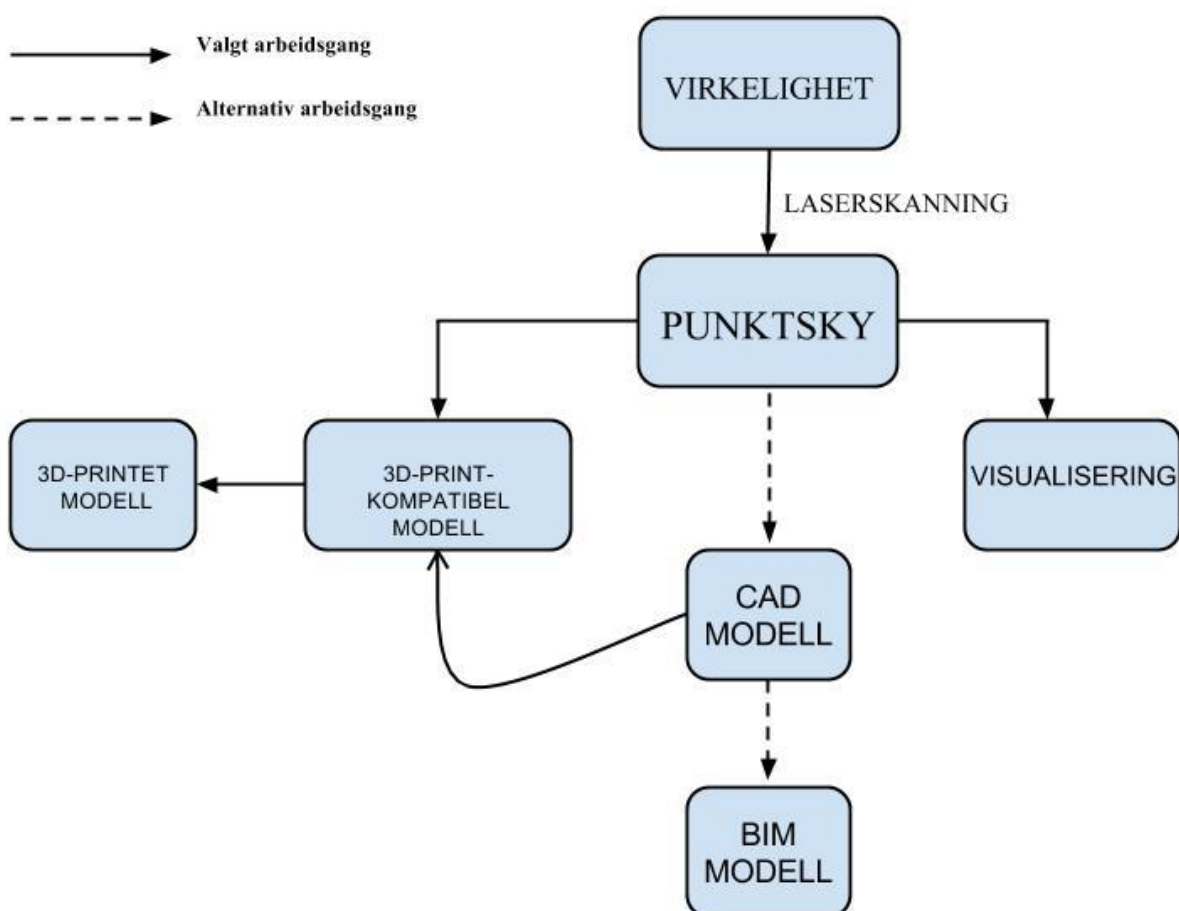 Valgt arbeidsgang
Alternativ arbeidsgang
VIRKELIGHET
LASERSKANNING
PUNKTSKY
3D-PRINTET
MODELL
3D-PRINT-
KOMPATIBEL
MODELL
VISUALISERING
CAD
MODELL
BIM
MODELL